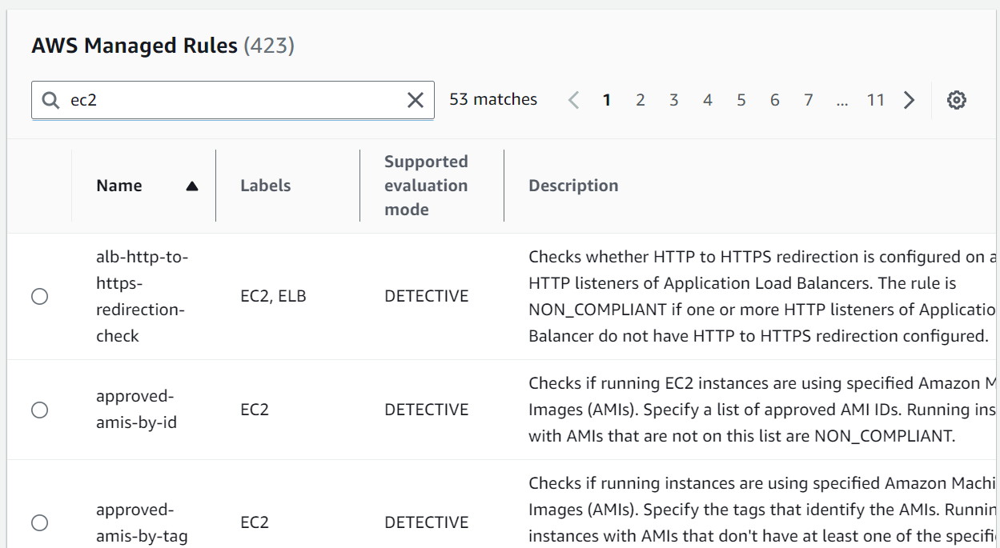 AWS Managed Rules (423)
ec2
53 matches
1 2 3 4 5 6 7 ... 11
Name
Labels
Supported
evaluation
mode
Description
alb-http-to-
https-
redirection-
check
EC2, ELB
DETECTIVE
Checks whether HTTP to HTTPS redirection is configured on a
HTTP listeners of Application Load Balancers. The rule is
NON_COMPLIANT if one or more HTTP listeners of Applicatio
Balancer do not have HTTP to HTTPS redirection configured.
approved-
amis-by-id
EC2
DETECTIVE
Checks if running EC2 instances are using specified Amazon M
Images (AMIs). Specify a list of approved AMI IDs. Running ins
with AMIs that are not on this list are NON_COMPLIANT.
approved-
amis-by-tag
EC2
DETECTIVE
Checks if running instances are using specified Amazon Machi
Images (AMIs). Specify the tags that identify the AMIs. Runnin
instances with AMIs that don't have at least one of the specifi